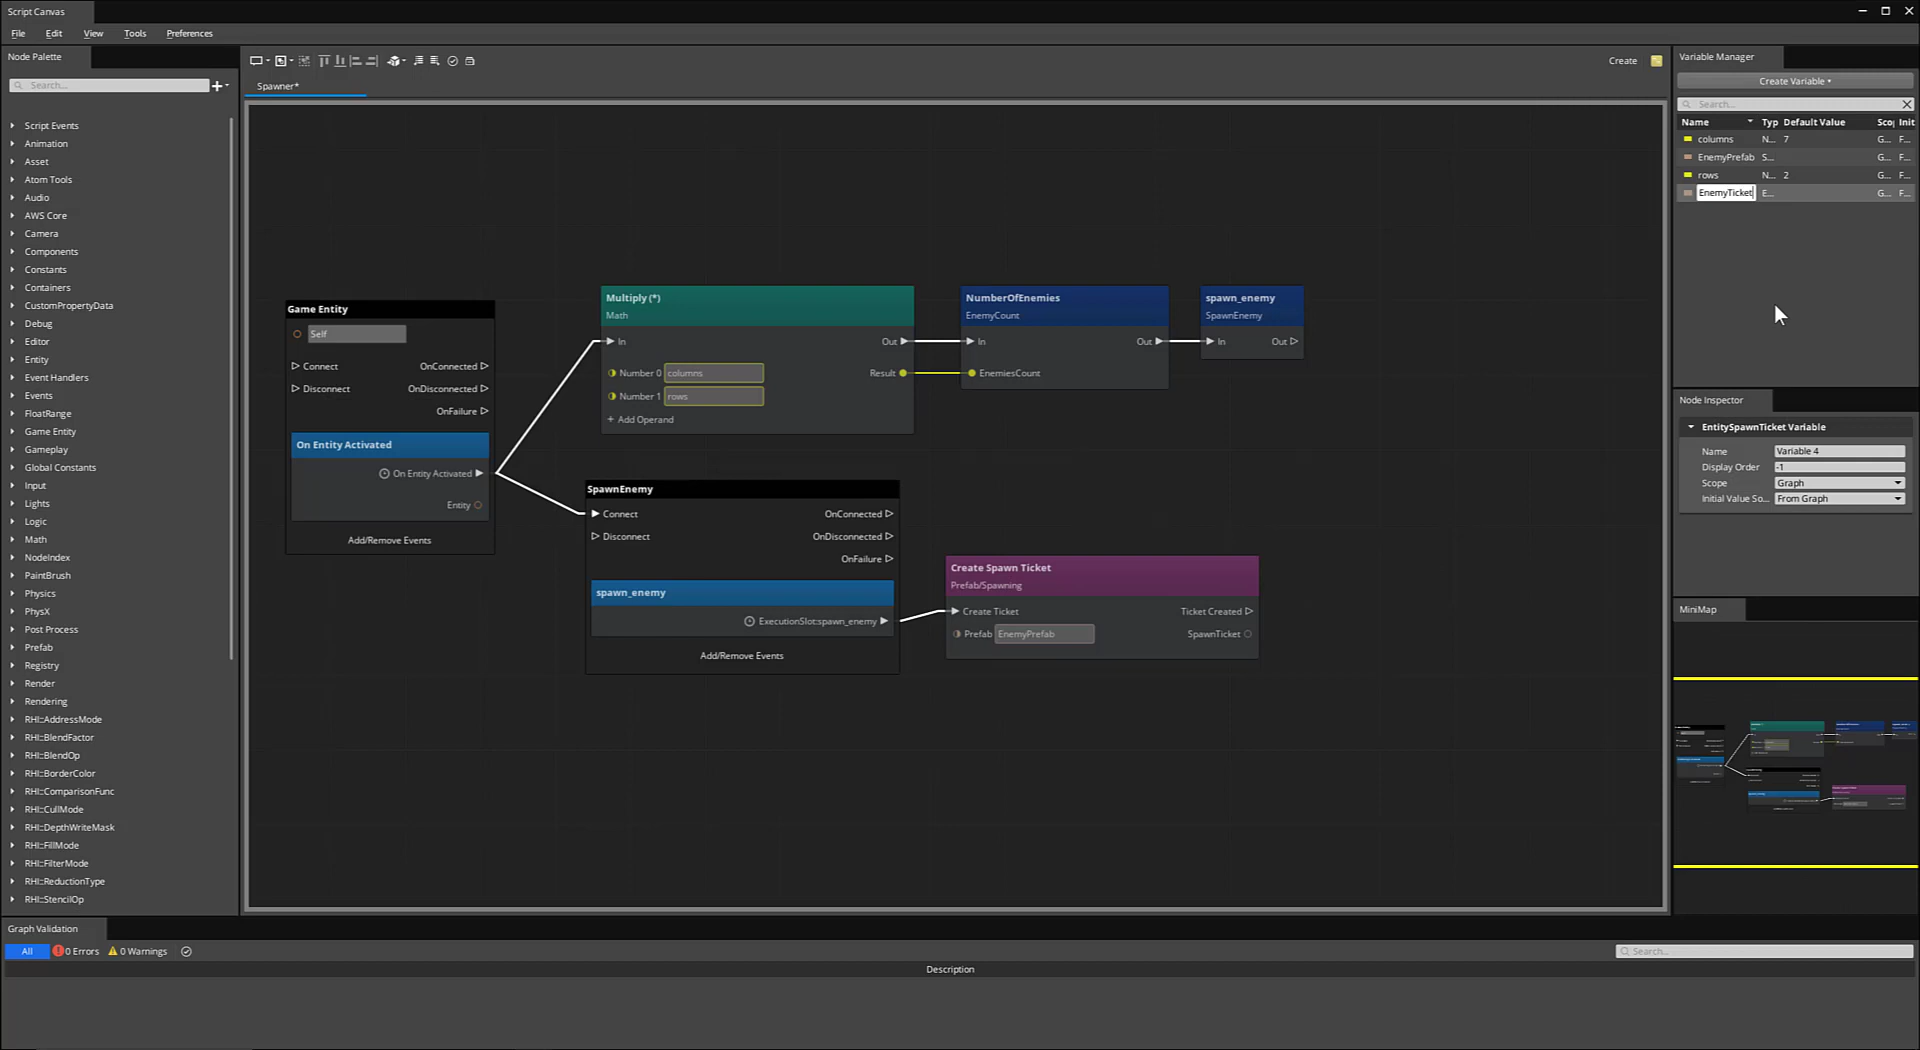 Script Canvas
File Edit View Tools Preferences
Node Palette
Search...
Script Events
Animation
Asset
Atom Tools
Audio
AWS Core
Camera
Components
Constants
Containers
CustomPropertyData
Debug
Editor
Entity
Event Handlers
Events
FloatRange
Game Entity
Gameplay
Global Constants
Input
Lights
Logic
Math
NodeIndex
PaintBrush
Physics
PhysX
Post Process
Prefab
Registry
Render
Rendering
RHI::AddressMode
RHI::BlendFactor
RHI::BlendOp
RHI::BorderColor
RHI::ComparisonFunc
RHI::CullMode
RHI::DepthWriteMask
RHI::FillMode
RHI::FilterMode
RHI::ReductionType
RHI::StencilOp
Create
Spawner*
Game Entity
Self
Connect OnConnected
Disconnect OnDisconnected
OnFailure
On Entity Activated
On Entity Activated
Entity
Add/Remove Events
Multiply (*)
Math
In Out
Number 0 columns Result
Number 1 rows
+ Add Operand
NumberOfEnemies
EnemyCount
In Out
EnemiesCount
spawn_enemy
SpawnEnemy
In Out
SpawnEnemy
Connect OnConnected
Disconnect OnDisconnected
OnFailure
spawn_enemy
ExecutionSlot:spawn_enemy
Add/Remove Events
Create Spawn Ticket
Prefab/Spawning
Create Ticket Ticket Created
Prefab EnemyPrefab SpawnTicket
Variable Manager
Create Variable
Search...
Name Typ Default Value Sco Init
columns N... 7 G... F...
EnemyPrefab S... G... F...
rows N... 2 G... F...
EnemyTicket E... G... F...
Node Inspector
EntitySpawnTicket Variable
Name Variable 4
Display Order -1
Scope Graph
Initial Value So... From Graph
MiniMap
Graph Validation
All 0 Errors 0 Warnings
Search...
Description